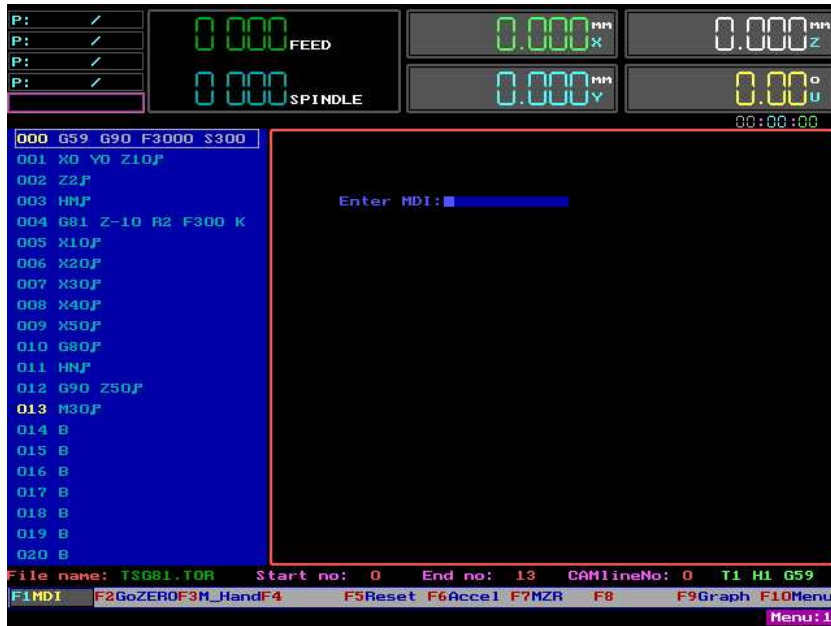 P: /
P: /
P: /
P: /
0 000 FEED
0 000 SPINDLE
0.000 MM X
0.000 MM Z
0.000 MM Y
0.00 o U
00:00:00
000 G59 G90 F3000 S300
001 X0 Y0 Z10
002 Z2
003 HM
004 G81 Z-10 R2 F300 K
005 X10
006 X20
007 X30
008 X40
009 X50
010 G80
011 HN
012 G90 Z50
013 M30
014 B
015 B
016 B
017 B
018 B
019 B
020 B
Enter MDI:
File name: TSG81.TOR Start no: 0 End no: 13 CAMlineNo: 0 T1 H1 G59
F1MDI F2GoZERO F3M_Hand F4 F5Reset F6Accel F7MZR F8 F9Graph F10Menu
Menu:1